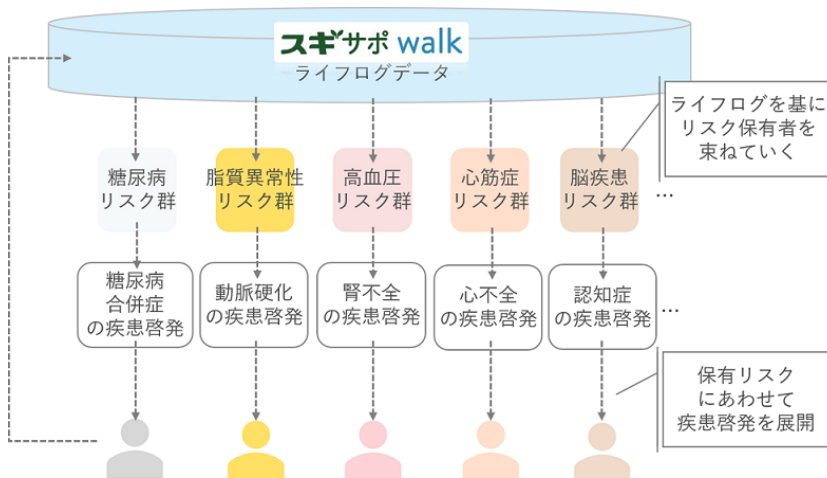 スギサポ walk
ライフログデータ
ライフログを基に
リスク保有者を
束ねていく
糖尿病
リスク群
脂質異常性
リスク群
高血圧
リスク群
心筋症
リスク群
脳疾患
リスク群
…
糖尿病
合併症
の疾患啓発
動脈硬化
の疾患啓発
腎不全
の疾患啓発
心不全
の疾患啓発
認知症
の疾患啓発
…
保有リスク
にあわせて
疾患啓発を展開